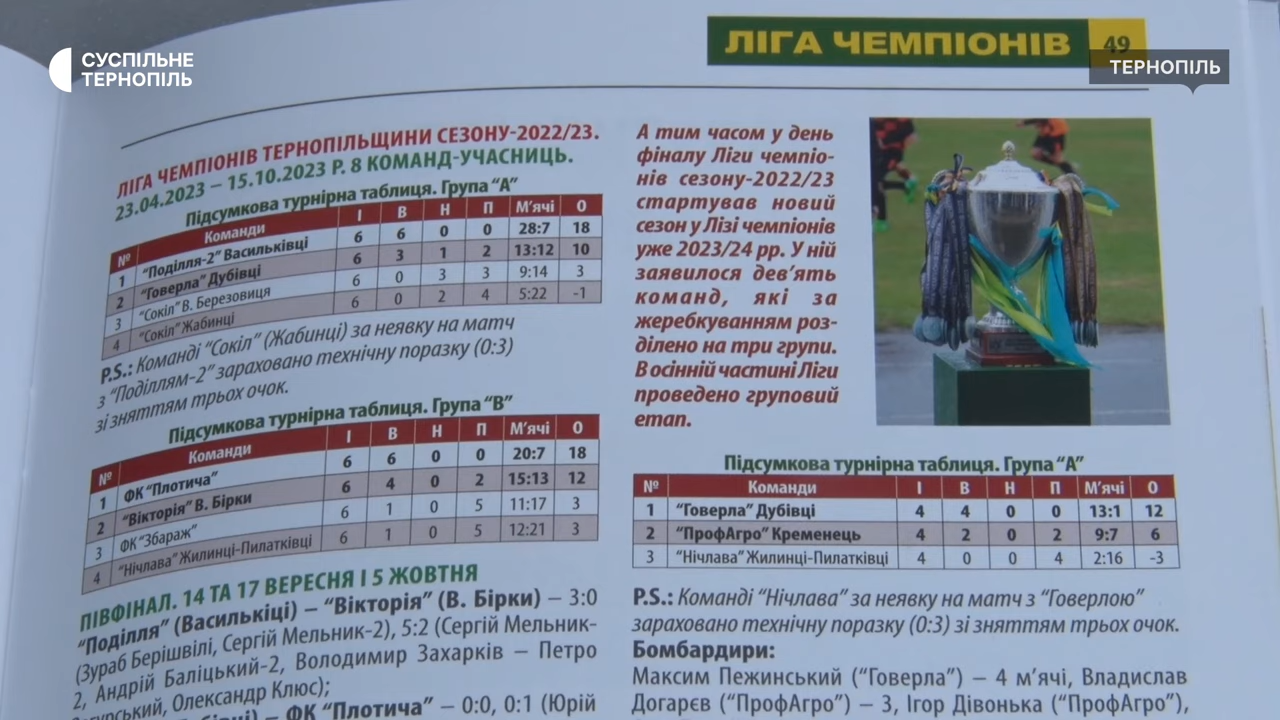 СУСПІЛЬНЕ
ТЕРНОПІЛЬ
ЛІГА ЧЕМПІОНІВ 49
ТЕРНОПІЛЬ
ЛІГА ЧЕМПІОНІВ ТЕРНОПІЛЬЩИНИ СЕЗОНУ-2022/23.
23.04.2023 – 15.10.2023 Р. 8 КОМАНД-УЧАСНИЦЬ.
Підсумкова турнірна таблиця. Група “А”
№ Команди І В Н П М'ячі О
1 “Поділля-2” Васильківці 6 6 0 0 28:7 18
2 “Говерла” Дубівці 6 3 1 2 13:12 10
3 “Сокіл” В. Березовиця 6 0 3 3 9:14 3
4 “Сокіл” Жабинці 6 0 2 4 5:22 -1
P.S.: Команді “Сокіл” (Жабинці) за неявку на матч
з “Поділлям-2” зараховано технічну поразку (0:3)
зі зняттям трьох очок.
Підсумкова турнірна таблиця. Група “В”
№ Команди І В Н П М'ячі О
1 ФК “Плотича” 6 6 0 0 20:7 18
2 “Вікторія” В. Бірки 6 4 0 2 15:13 12
3 ФК “Збараж” 6 1 0 5 11:17 3
4 “Нічлава” Жилинці-Пилатківці 6 1 0 5 12:21 3
ПІВФІНАЛ. 14 ТА 17 ВЕРЕСНЯ І 5 ЖОВТНЯ
“Поділля” (Василькіці) – “Вікторія” (В. Бірки) – 3:0
(Зураб Берішвілі, Сергій Мельник-2), 5:2 (Сергій Мельник-
2, Андрій Баліцький-2, Володимир Захарків – Петро
Олександр Клюс);
– ФК “Плотича” – 0:0, 0:1 (Юрій
А тим часом у день
фіналу Ліги чемпіо-
нів сезону-2022/23
стартував новий
сезон у Лізі чемпіонів
уже 2023/24 рр. У ній
заявилося дев'ять
команд, які за
жеребкуванням роз-
ділено на три групи.
В осінній частині Ліги
проведено груповий
етап.
Підсумкова турнірна таблиця. Група “А”
№ Команди І В Н П М'ячі О
1 “Говерла” Дубівці 4 4 0 0 13:1 12
2 “ПрофАгро” Кременець 4 2 0 2 9:7 6
3 “Нічлава” Жилинці-Пилатківці 4 0 0 4 2:16 -3
P.S.: Команді “Нічлава” за неявку на матч з “Говерлою”
зараховано технічну поразку (0:3) зі зняттям трьох очок.
Бомбардири:
Максим Пежинський (“Говерла”) – 4 м'ячі, Владислав
Догарєв (“ПрофАгро”) – 3, Ігор Дівонька (“ПрофАгро”),